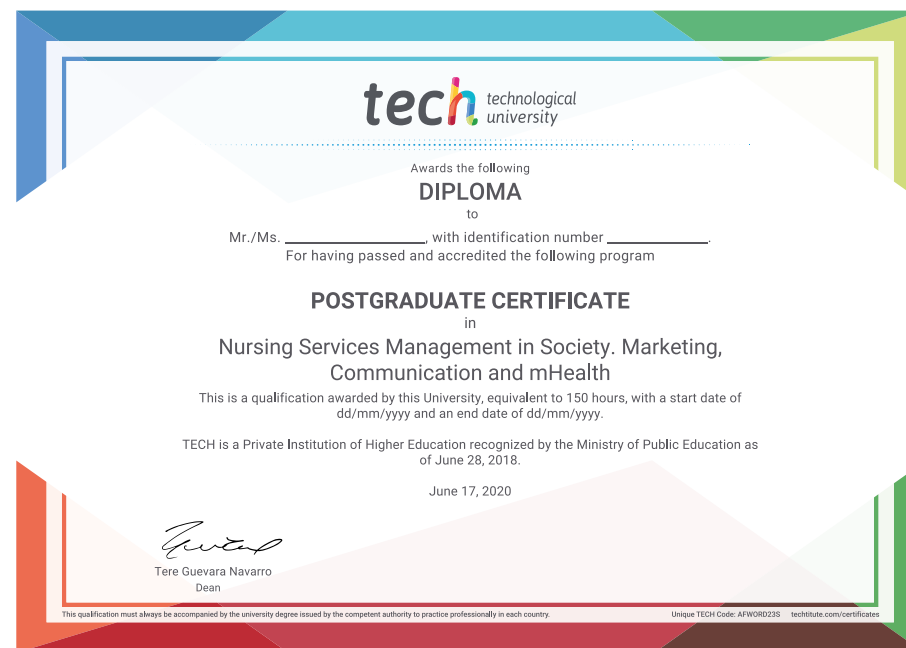 tech technological
university
Awards the following
DIPLOMA
to
Mr./Ms. ____________________, with identification number ______________.
For having passed and accredited the following program
POSTGRADUATE CERTIFICATE
in
Nursing Services Management in Society. Marketing,
Communication and mHealth
This is a qualification awarded by this University, equivalent to 150 hours, with a start date of
dd/mm/yyyy and an end date of dd/mm/yyyy.
TECH is a Private Institution of Higher Education recognized by the Ministry of Public Education as
of June 28, 2018.
June 17, 2020
Tere Guevara Navarro
Dean
This qualification must always be accompanied by the university degree issued by the competent authority to practice professionally in each country. Unique TECH Code: AFWORD23S techtitute.com/certificates